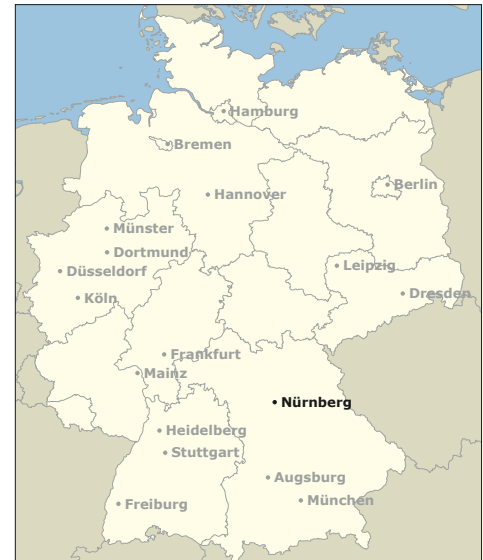 Hamburg
Bremen
Berlin
Hannover
Münster
Dortmund
Leipzig
Düsseldorf
Dresden
Köln
Frankfurt
Mainz
Nürnberg
Heidelberg
Stuttgart
Augsburg
München
Freiburg